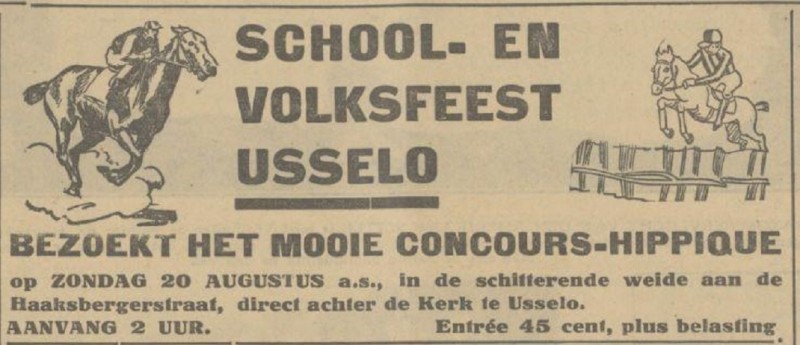 SCHOOL- EN
VOLKSFEEST
USSELO
BEZOEKT HET MOOIE CONCOURS-HIPPIQUE
op ZONDAG 20 AUGUSTUS a.s., in de schitterende weide aan de
Haaksbergerstraat, direct achter de Kerk te Usselo.
AANVANG 2 UUR. Entrée 45 cent, plus belasting